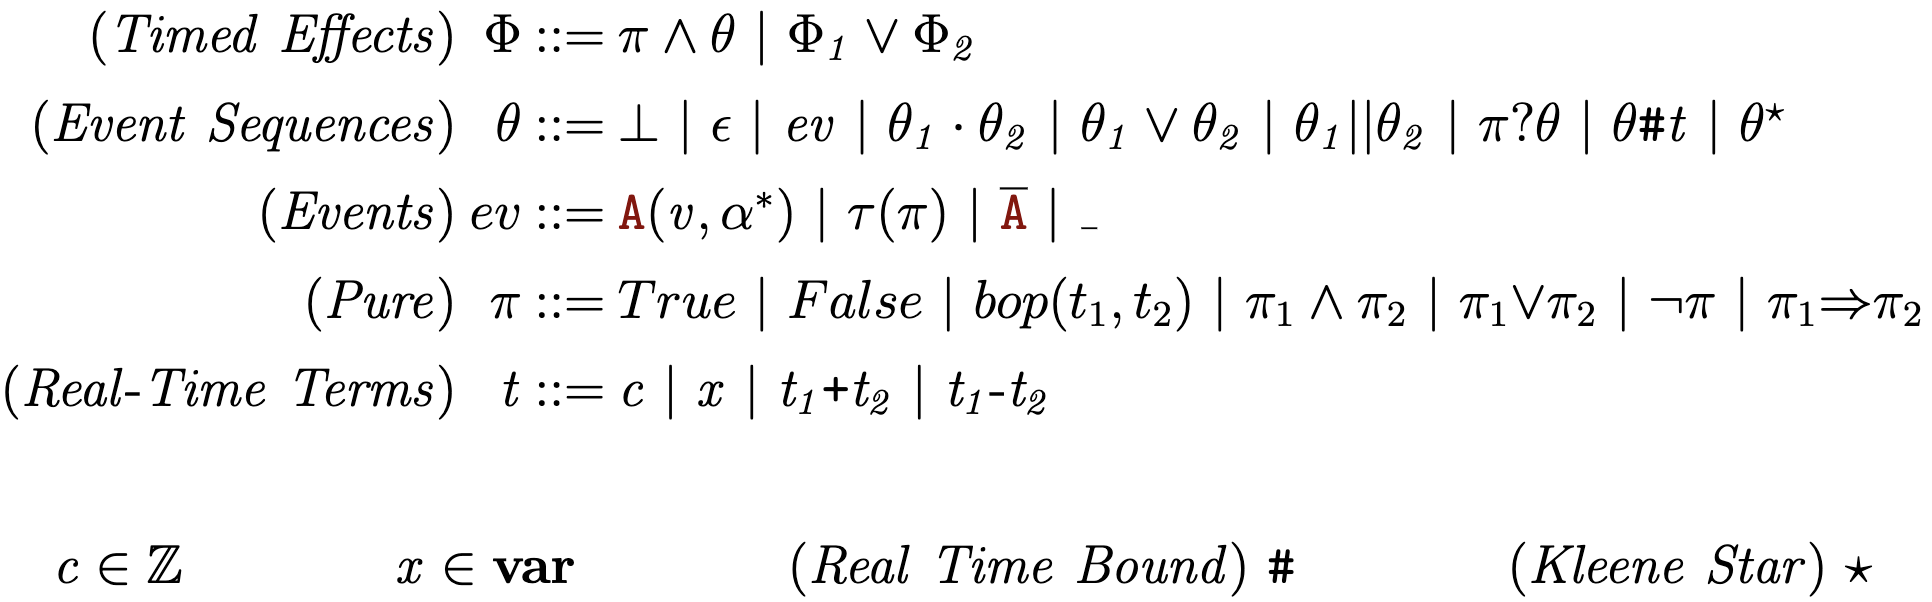 (Timed Effects) Φ ::= π ∧ θ | Φ₁ ∨ Φ₂
(Event Sequences) θ ::= ⊥ | ϵ | ev | θ₁ · θ₂ | θ₁ ∨ θ₂ | θ₁||θ₂ | π?θ | θ#t | θ⋆
(Events) ev ::= A(v, α*) | τ(π) | A̅ | _
(Pure) π ::= True | False | bop(t₁, t₂) | π₁ ∧ π₂ | π₁∨π₂ | ¬π | π₁⇒π₂
(Real-Time Terms) t ::= c | x | t₁+t₂ | t₁-t₂
c ∈ ℤ x ∈ var (Real Time Bound) # (Kleene Star) ⋆